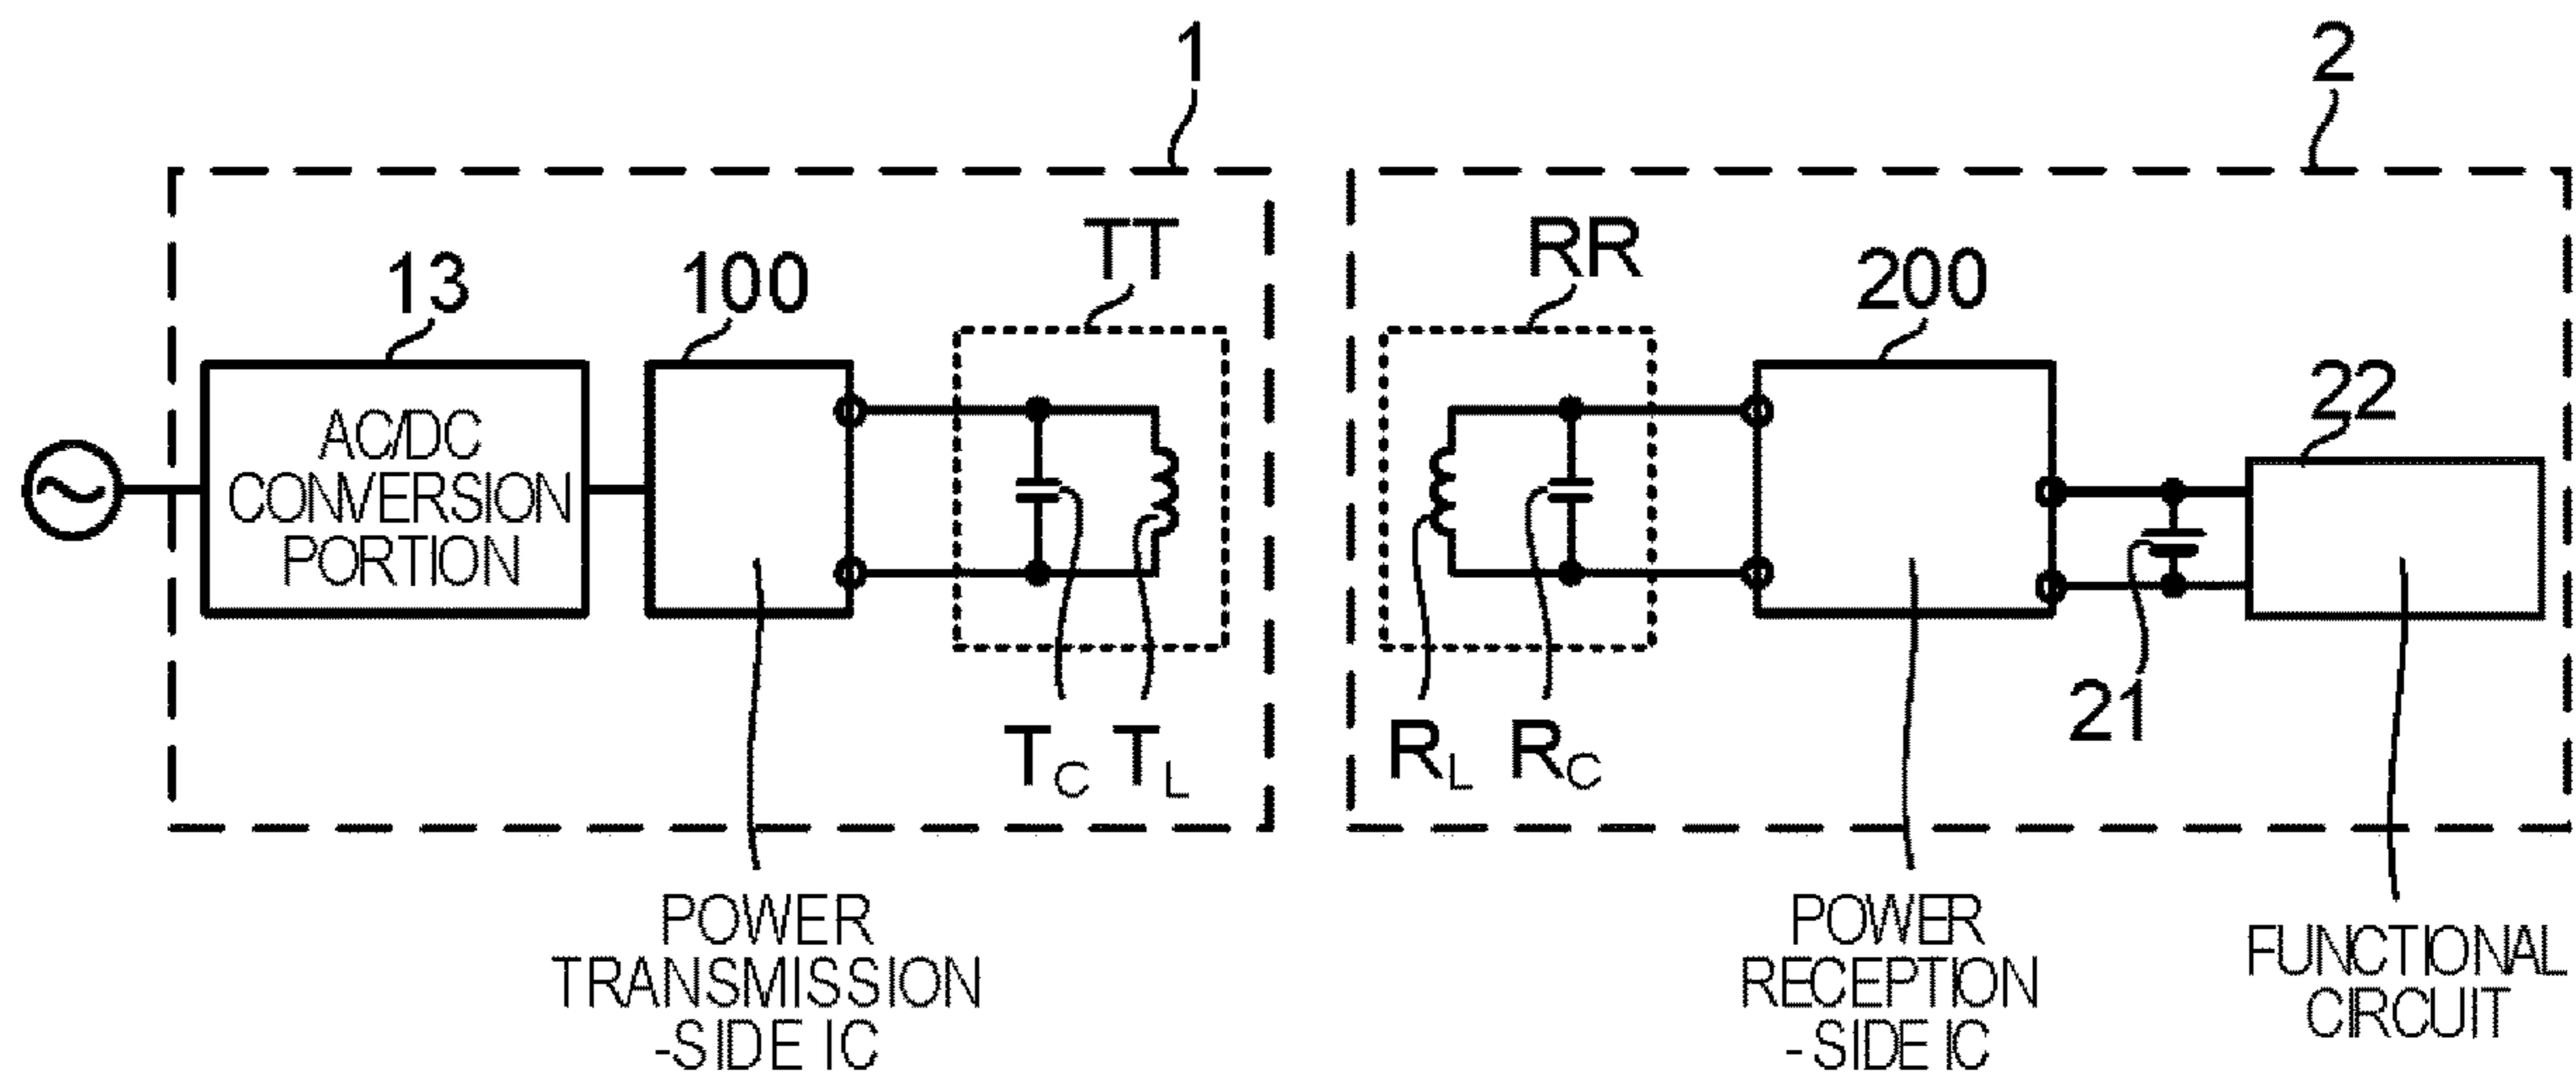 1
2
TT
RR
13
100
200
22
AC/DC
CONVERSION
PORTION
21
TC
TL
RL
RC
POWER
TRANSMISSION
-SIDE IC
POWER
RECEPTION
-SIDE IC
FUNCTIONAL
CIRCUIT